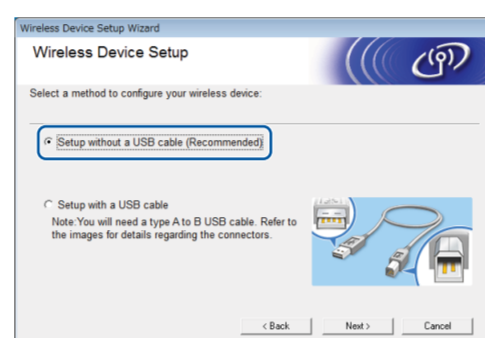 Wireless Device Setup Wizard
Wireless Device Setup
Select a method to configure your wireless device:
Setup without a USB cable (Recommended)
Setup with a USB cable
Note:You will need a type A to B USB cable. Refer to
the images for details regarding the connectors.
< Back
Next >
Cancel